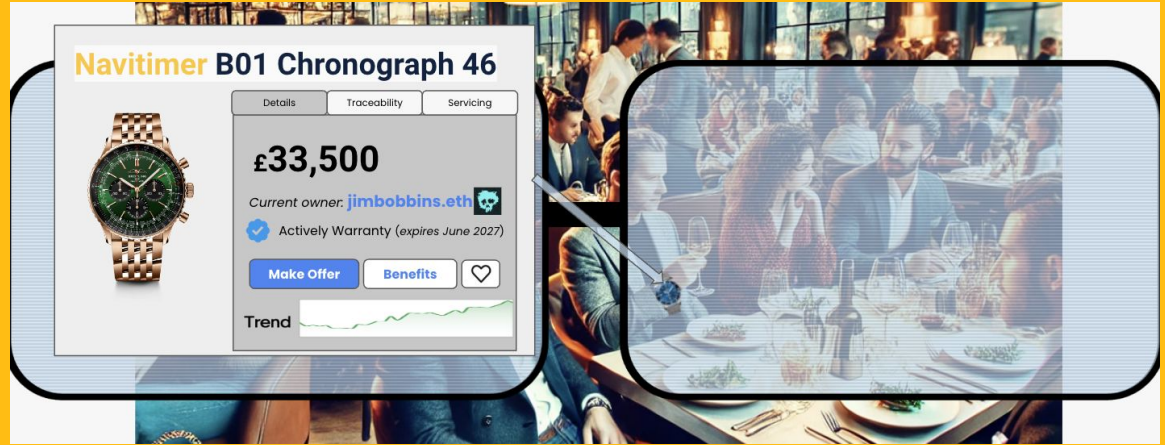 Navitimer B01 Chronograph 46
Details
Traceability
Servicing
£33,500
Current owner: jimbobbins.eth
Actively Warranty (expires June 2027)
Make Offer
Benefits
Trend